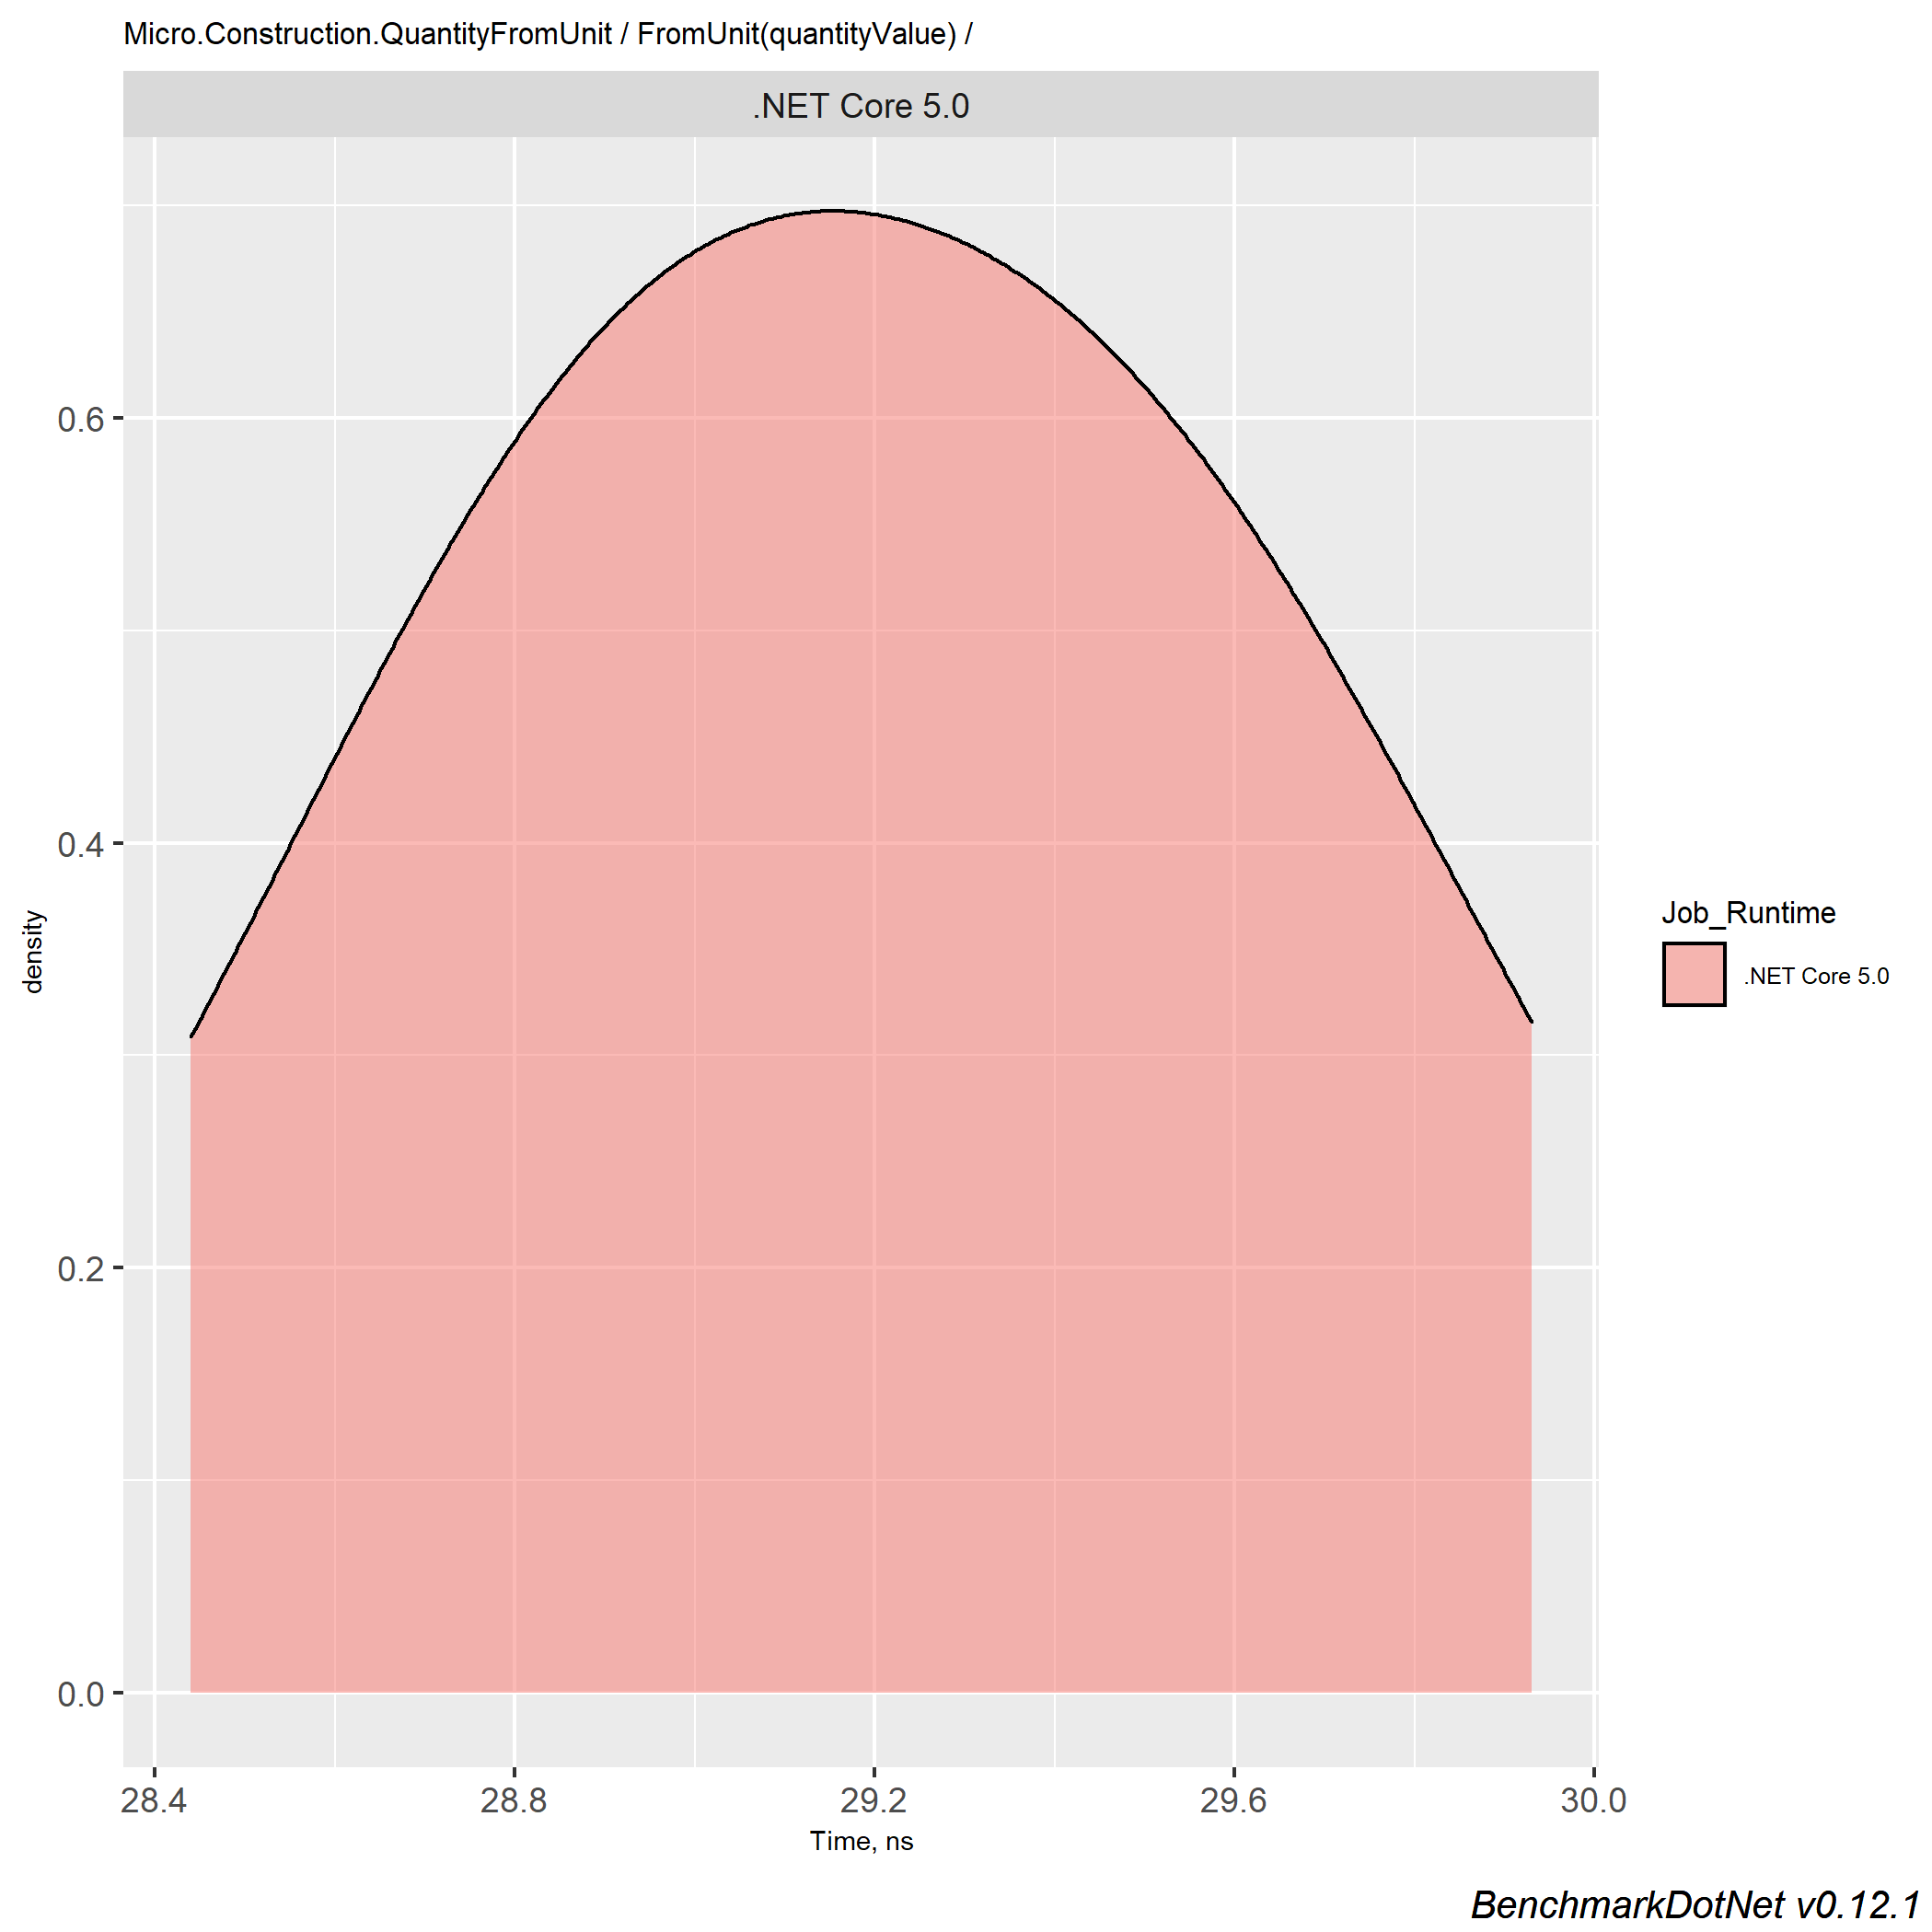 Micro.Construction.QuantityFromUnit / FromUnit(quantityValue) /
.NET Core 5.0
0.6
0.4
0.2
0.0
density
28.4 28.8 29.2 29.6 30.0
Time, ns
Job_Runtime
.NET Core 5.0
BenchmarkDotNet v0.12.1